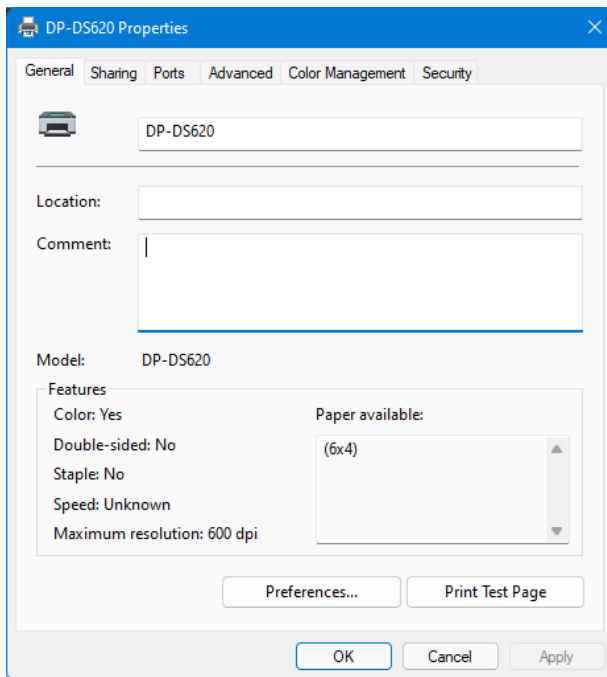 DP-DS620 Properties
General Sharing Ports Advanced Color Management Security
DP-DS620
Location:
Comment:
Model: DP-DS620
Features
Color: Yes
Paper available:
Double-sided: No
(6x4)
Staple: No
Speed: Unknown
Maximum resolution: 600 dpi
Preferences... Print Test Page
OK Cancel Apply